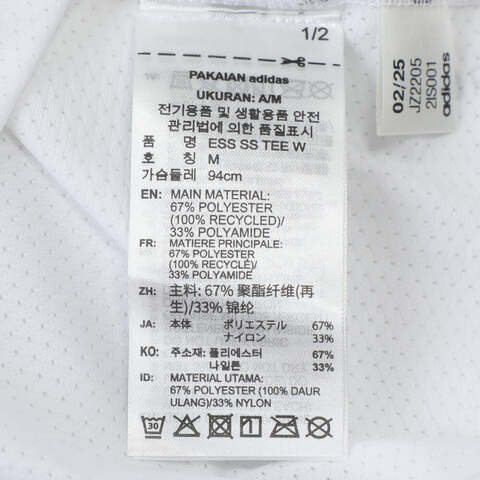 1/2
PAKAIAN adidas
UKURAN: A/M
전기용품 및 생활용품 안전
관리법에 의한 품질표시
품 명 ESS SS TEE W
호 칭 M
가슴둘레 94cm
EN: MAIN MATERIAL:
67% POLYESTER
(100% RECYCLED)/
33% POLYAMIDE
FR: MATIERE PRINCIPALE:
67% POLYESTER
(100% RECYCLÉ)/
33% POLYAMIDE
ZH: 主料: 67% 聚酯纤维(再
生)/33% 锦纶
JA: 本体 ポリエステル 67%
ナイロン 33%
KO: 주소재: 폴리에스터 67%
나일론 33%
ID: MATERIAL UTAMA:
67% POLYESTER (100% DAUR
ULANG)/33% NYLON
30
02/25
JZ2205
2IS001
adidas